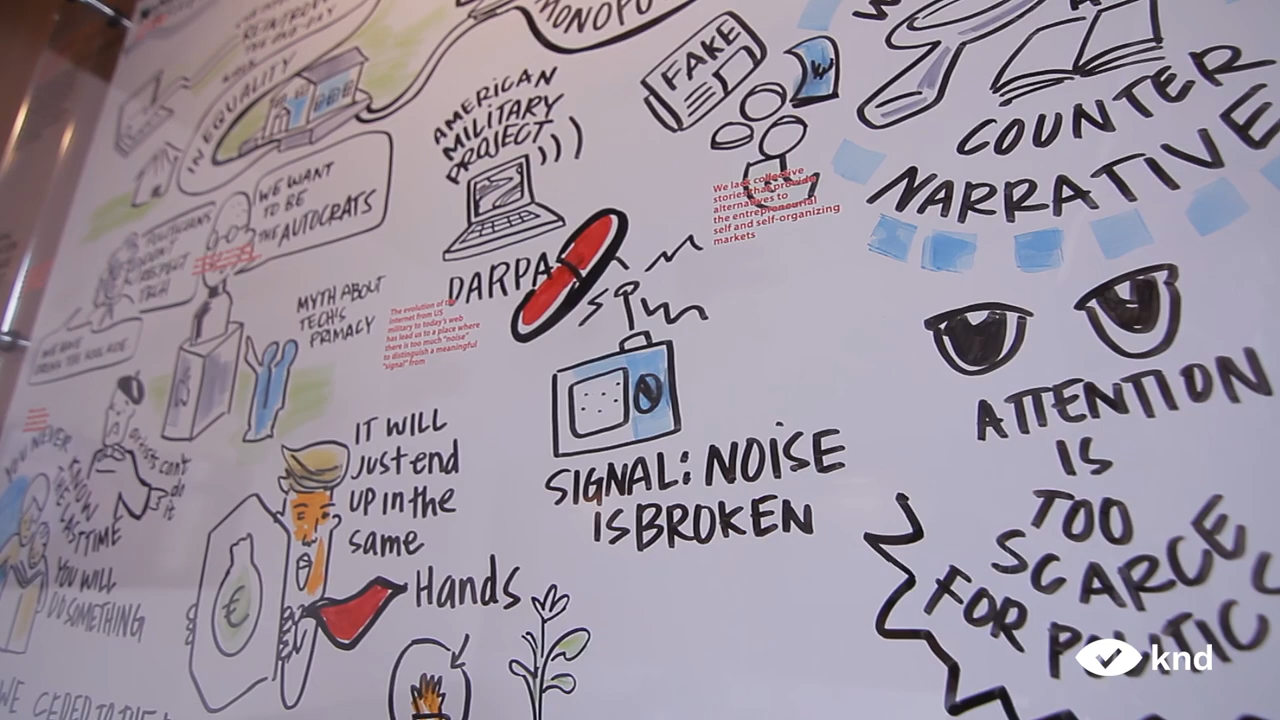 INEQUALITY
MONOPO
AMERICAN
MILITARY
PROJECT
FAKE
COUNTER
NARRATIVE
WE WANT
TO BE
THE AUTOCRATS
RESPECT
TECH
DARPA
We lack collective
stories that provide
alternatives to
the entrepreneurial
self and self-organizing
markets
MYTH ABOUT
TECH'S
PRIMACY
The evolution of the
internet from US
military to today's web
has lead us to a place where
there is too much "noise"
to distinguish a meaningful
"signal" from
SIGNAL: NOISE
IS BROKEN
ATTENTION
IS
TOO
SCARCE
FOR POLITIC
IT WILL
Just end
up in the
same
Hands
€
artists can't
do
it
YOU NEVER
KNOW
THE LAST
TIME
YOU WILL
DO SOMETHING
WE CEDED TO THE
knd